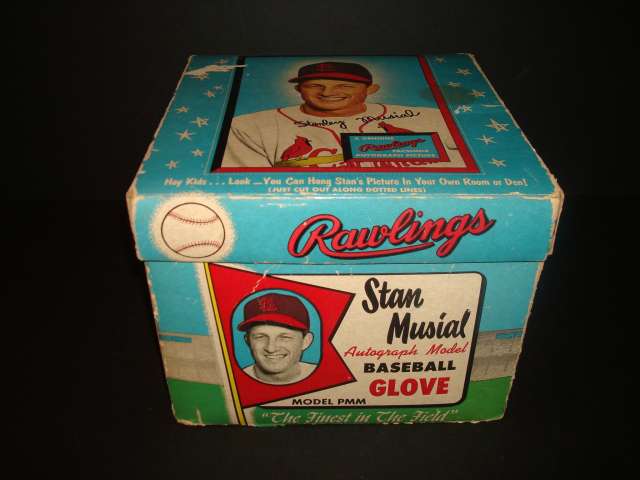 Stanley Musial
A GENUINE
Rawlings
FACSIMILE
AUTOGRAPH PICTURE
Hey Kids . . . Look ... You Can Hang Stan's Picture In Your Own Room or Den!
(JUST CUT OUT ALONG DOTTED LINES)
Rawlings
Stan
Musial
Autograph Model
BASEBALL
GLOVE
MODEL PMM
"The Finest in The Field"